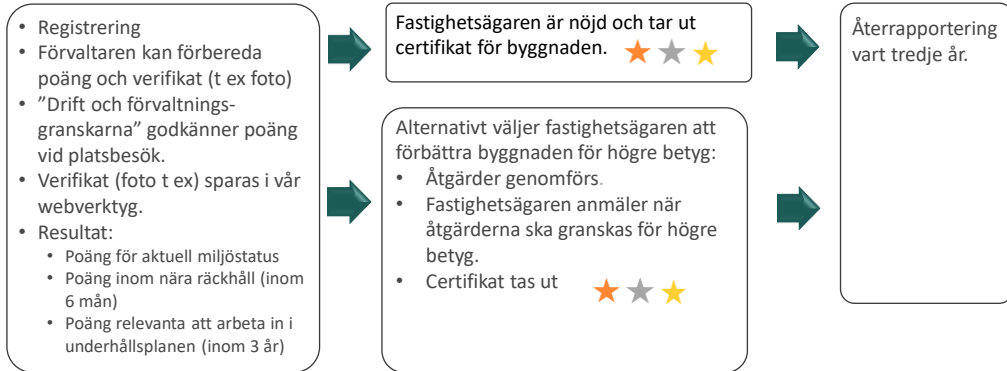 • Registrering
• Förvaltaren kan förbereda
poäng och verifikat (t ex foto)
• ”Drift och förvaltnings-
granskarna” godkänner poäng
vid platsbesök.
• Verifikat (foto t ex) sparas i vår
webverktyg.
• Resultat:
• Poäng för aktuell miljöstatus
• Poäng inom nära räckhåll (inom
6 mån)
• Poäng relevanta att arbeta in i
underhållsplanen (inom 3 år)
Fastighetsägaren är nöjd och tar ut
certifikat för byggnaden.
Alternativt väljer fastighetsägaren att
förbättra byggnaden för högre betyg:
• Åtgärder genomförs.
• Fastighetsägaren anmäler när
åtgärderna ska granskas för högre
betyg.
• Certifikat tas ut
Återrapportering
vart tredje år.